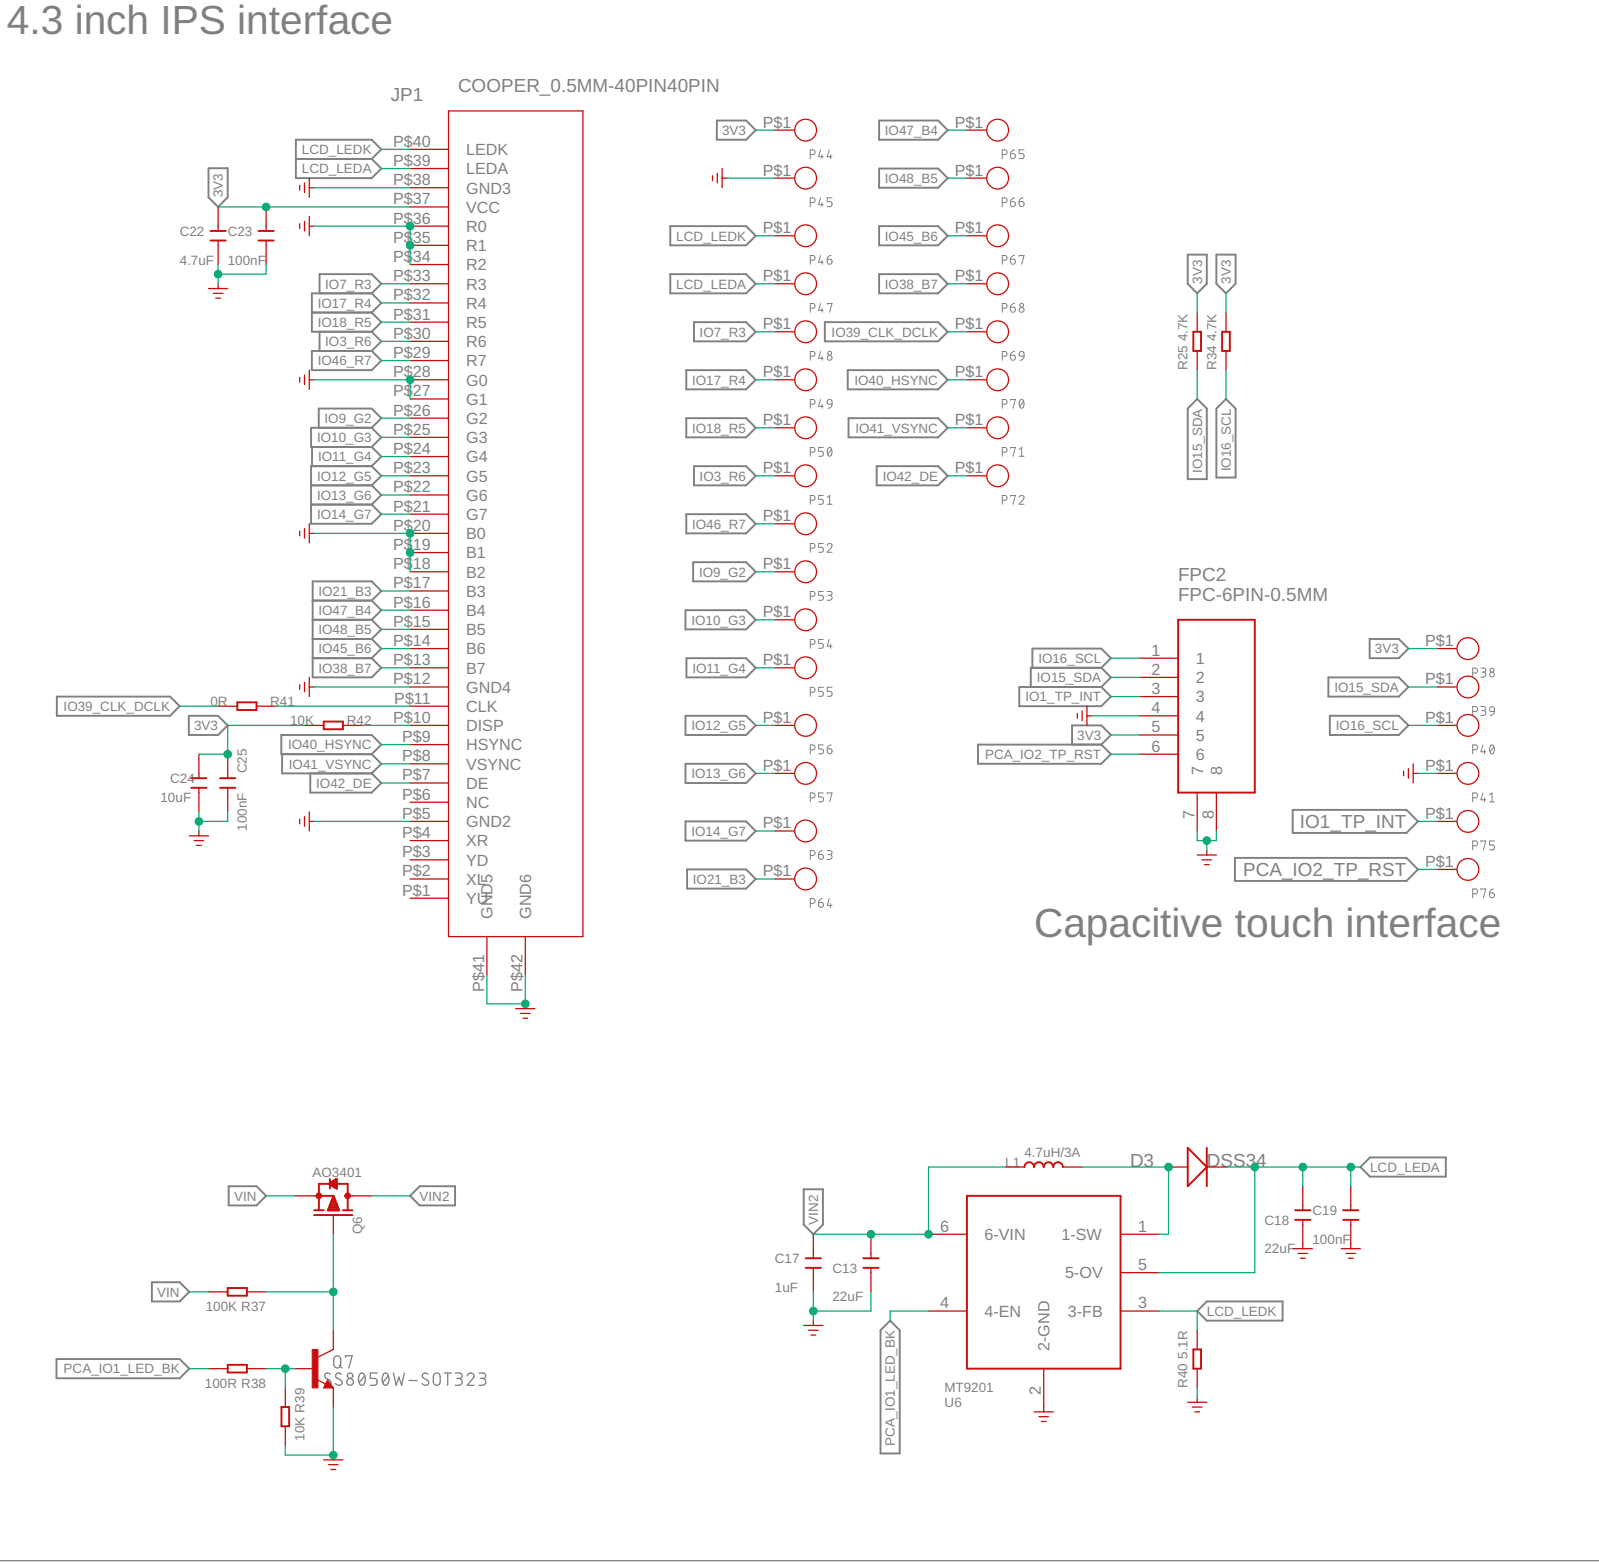 4.3 inch IPS interface
COOPER_0.5MM-40PIN40PIN
JP1
LCD_LEDK P$40 LEDK
LCD_LEDA P$39 LEDA
P$38 GND3
3V3 P$37 VCC
P$36 R0
P$35 R1
P$34 R2
C22 C23
4.7uF 100nF
IO7_R3 P$33 R3
IO17_R4 P$32 R4
IO18_R5 P$31 R5
IO3_R6 P$30 R6
IO46_R7 P$29 R7
P$28 G0
P$27 G1
IO9_G2 P$26 G2
IO10_G3 P$25 G3
IO11_G4 P$24 G4
IO12_G5 P$23 G5
IO13_G6 P$22 G6
IO14_G7 P$21 G7
P$20 B0
P$19 B1
P$18 B2
IO21_B3 P$17 B3
IO47_B4 P$16 B4
IO48_B5 P$15 B5
IO45_B6 P$14 B6
IO38_B7 P$13 B7
P$12 GND4
IO39_CLK_DCLK 0R R41 P$11 CLK
3V3 10K R42 P$10 DISP
IO40_HSYNC P$9 HSYNC
IO41_VSYNC P$8 VSYNC
IO42_DE P$7 DE
P$6 NC
P$5 GND2
P$4 XR
P$3 YD
P$2 XL
P$1 YU
C24
10uF
C25
100nF
GND5 GND6
P$41 P$42
3V3 P$1
P44
P$1
P45
LCD_LEDK P$1
P46
LCD_LEDA P$1
P47
IO7_R3 P$1
P48
IO17_R4 P$1
P49
IO18_R5 P$1
P50
IO3_R6 P$1
P51
IO46_R7 P$1
P52
IO9_G2 P$1
P53
IO10_G3 P$1
P54
IO11_G4 P$1
P55
IO12_G5 P$1
P56
IO13_G6 P$1
P57
IO14_G7 P$1
P63
IO21_B3 P$1
P64
IO47_B4 P$1
P65
IO48_B5 P$1
P66
IO45_B6 P$1
P67
IO38_B7 P$1
P68
IO39_CLK_DCLK P$1
P69
IO40_HSYNC P$1
P70
IO41_VSYNC P$1
P71
IO42_DE P$1
P72
3V3 3V3
R25 4.7K R34 4.7K
IO15_SDA IO16_SCL
FPC2
FPC-6PIN-0.5MM
IO16_SCL 1 1
IO15_SDA 2 2
IO1_TP_INT 3 3
4 4
3V3 5 5
PCA_IO2_TP_RST 6 6
7 8
7 8
3V3 P$1
P38
IO15_SDA P$1
P39
IO16_SCL P$1
P40
P$1
P41
IO1_TP_INT P$1
P75
PCA_IO2_TP_RST P$1
P76
Capacitive touch interface
AO3401
VIN VIN2
Q6
VIN
100K R37
PCA_IO1_LED_BK
100R R38
Q7
SS8050W-SOT323
10K R39
4.7uH/3A
L1 D3 DSS34 LCD_LEDA
VIN2
6 6-VIN 1-SW 1
5-OV 5
4 4-EN 3-FB 3
2-GND
2
C17
1uF
C13
22uF
C18
22uF
C19
100nF
LCD_LEDK
R40 5.1R
PCA_IO1_LED_BK
MT9201
U6